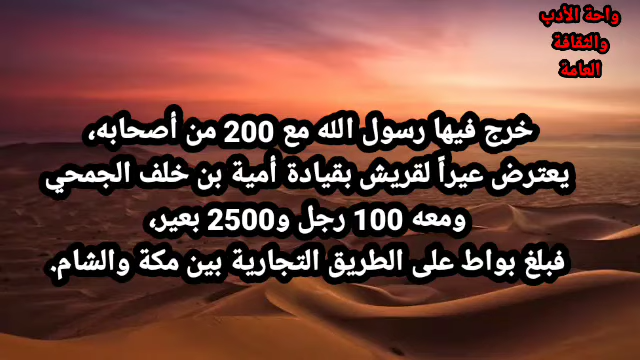 واحة الأدب
والثقافة
العامة
خرج فيها رسول الله مع 200 من أصحابه،
يعترض عيراً لقريش بقيادة أمية بن خلف الجمحي
ومعه 100 رجل و2500 بعير،
فبلغ بواط على الطريق التجارية بين مكة والشام.